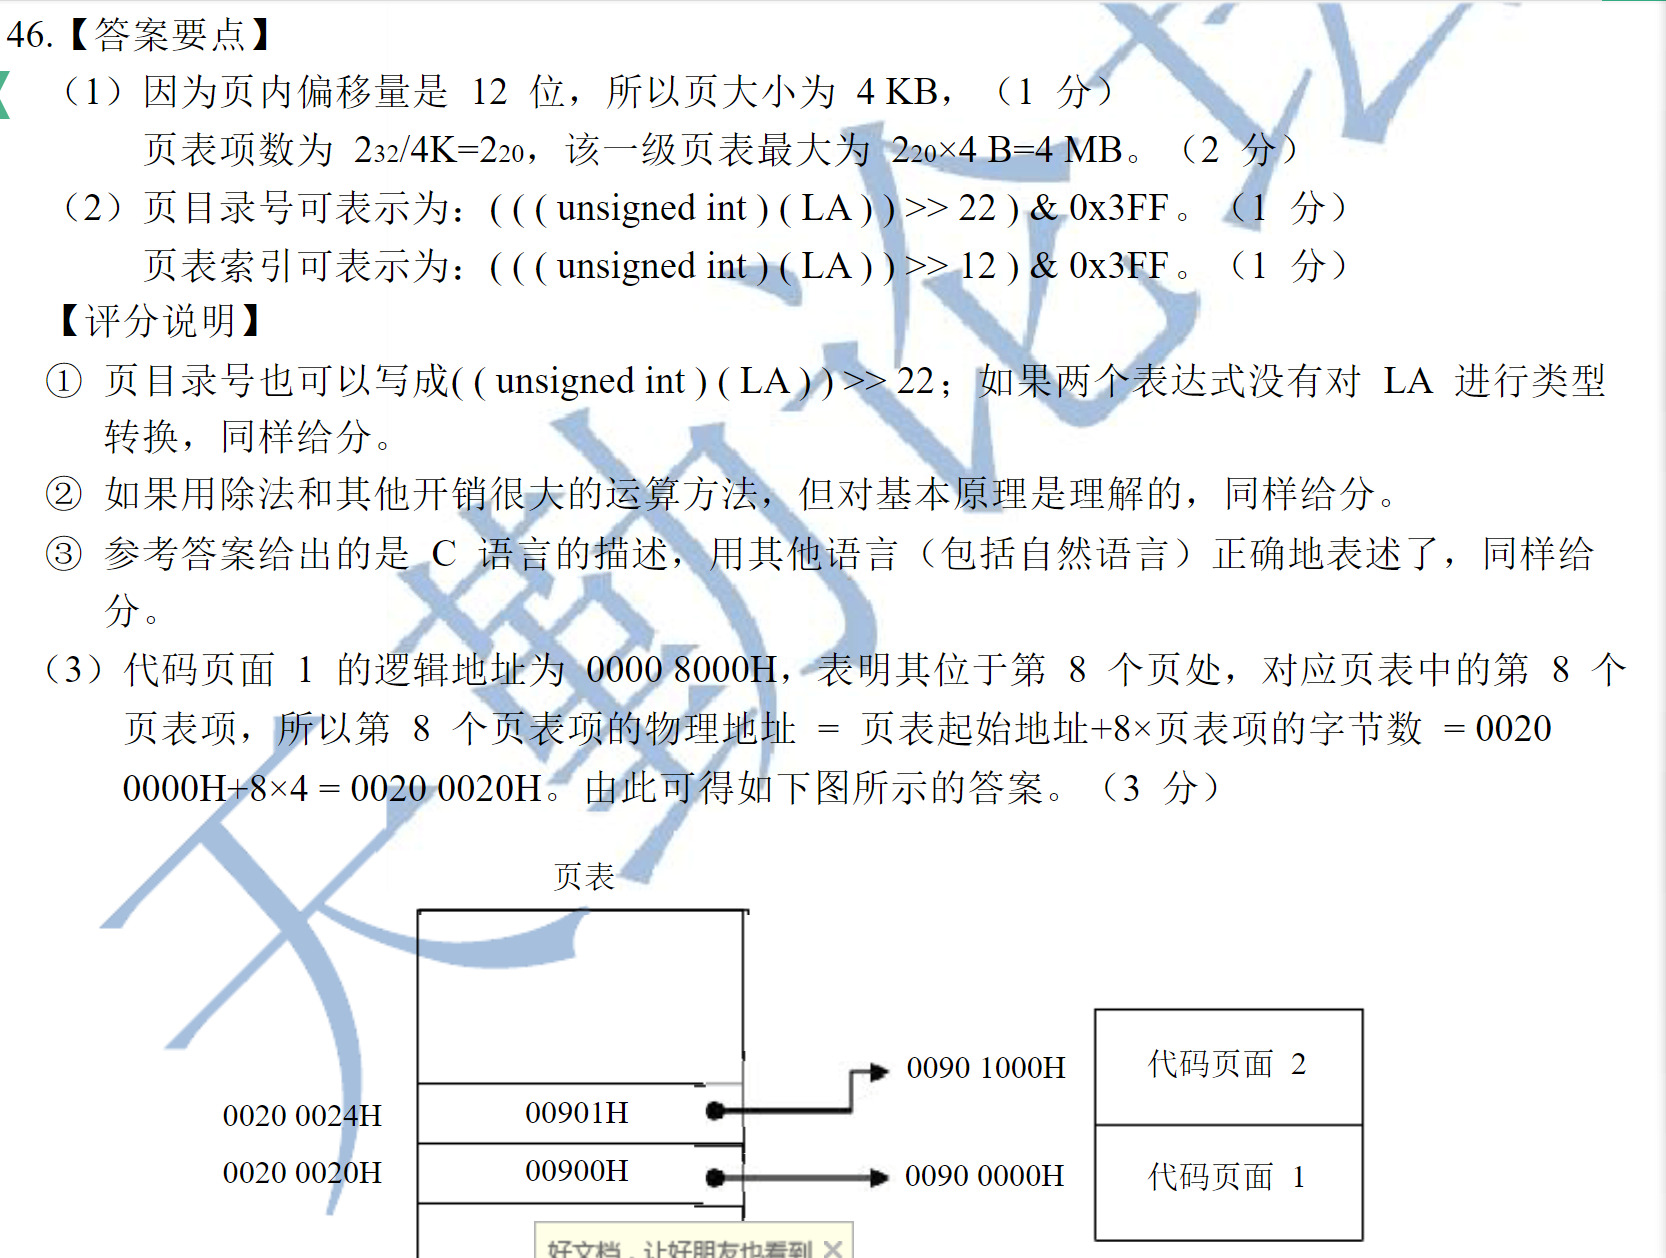 46.【答案要点】
（1）因为页内偏移量是 12 位，所以页大小为 4 KB，（1 分）
页表项数为 232/4K=220，该一级页表最大为 220×4 B=4 MB。（2 分）
（2）页目录号可表示为：( ( ( unsigned int ) ( LA ) ) >> 22 ) & 0x3FF。（1 分）
页表索引可表示为：( ( ( unsigned int ) ( LA ) ) >> 12 ) & 0x3FF。（1 分）
【评分说明】
① 页目录号也可以写成( ( unsigned int ) ( LA ) ) >> 22；如果两个表达式没有对 LA 进行类型
转换，同样给分。
② 如果用除法和其他开销很大的运算方法，但对基本原理是理解的，同样给分。
③ 参考答案给出的是 C 语言的描述，用其他语言（包括自然语言）正确地表述了，同样给
分。
（3）代码页面 1 的逻辑地址为 0000 8000H，表明其位于第 8 个页处，对应页表中的第 8 个
页表项，所以第 8 个页表项的物理地址 = 页表起始地址+8×页表项的字节数 = 0020
0000H+8×4 = 0020 0020H。由此可得如下图所示的答案。（3 分）
页表
0090 1000H
代码页面 2
0020 0024H
00901H
0020 0020H
00900H
0090 0000H
代码页面 1
好文档，让好朋友也看到
天勤论坛